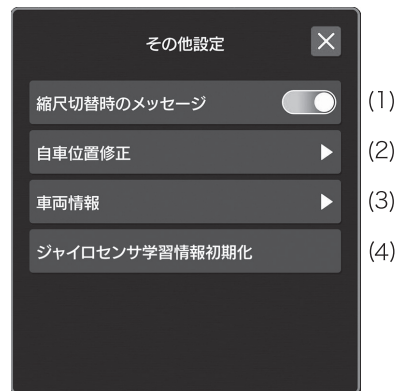 その他設定
縮尺切替時のメッセージ (1)
自車位置修正 (2)
車両情報 (3)
ジャイロセンサ学習情報初期化 (4)